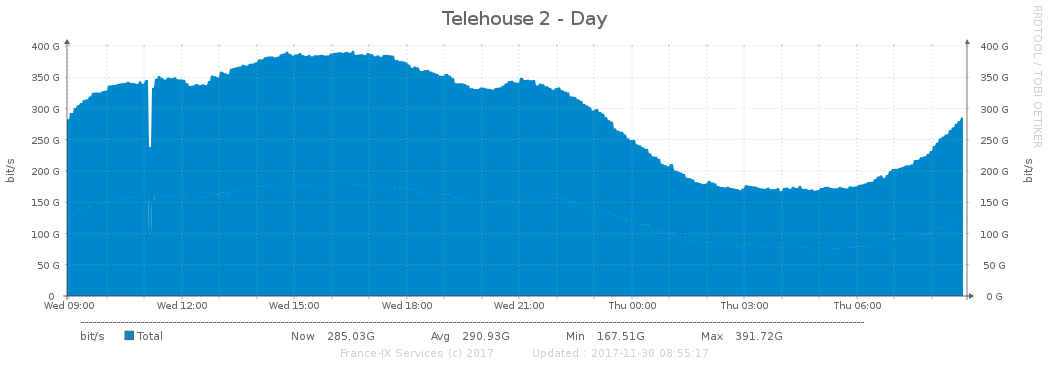 Telehouse 2 - Day
RRDTOOL / TOBI OETIKER
bit/s
400 G 400 G
350 G 350 G
300 G 300 G
250 G 250 G
200 G 200 G
150 G 150 G
100 G 100 G
50 G 50 G
0 0 G
bit/s
Wed 09:00 Wed 12:00 Wed 15:00 Wed 18:00 Wed 21:00 Thu 00:00 Thu 03:00 Thu 06:00
bit/s Total Now 285.03G Avg 290.93G Min 167.51G Max 391.72G
France-IX Services (c) 2017 Updated : 2017-11-30 08:55:17